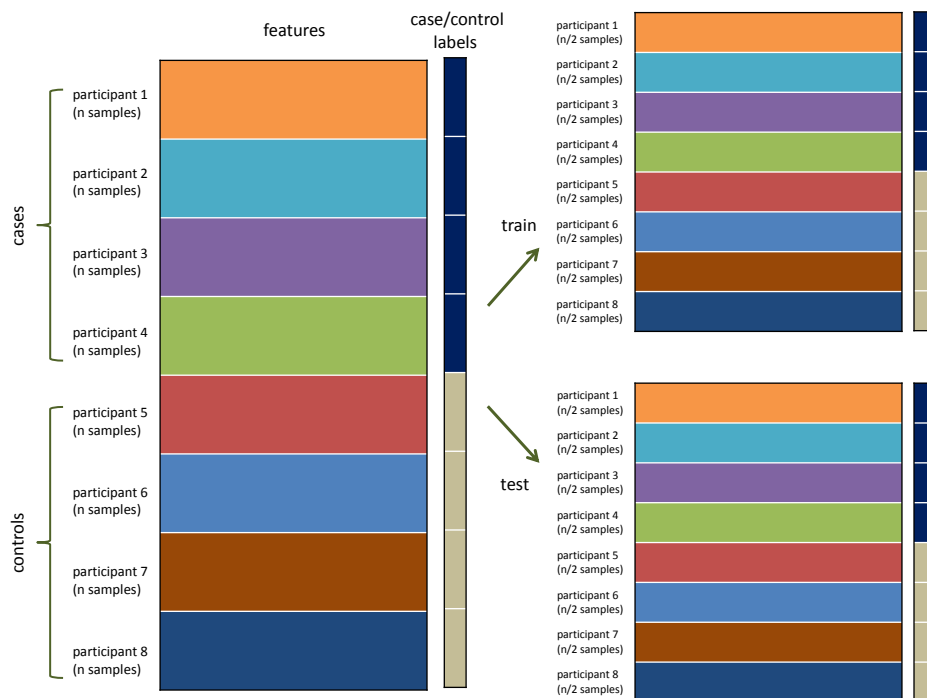 features
case/control
labels
cases
participant 1
(n samples)
participant 2
(n samples)
participant 3
(n samples)
participant 4
(n samples)
controls
participant 5
(n samples)
participant 6
(n samples)
participant 7
(n samples)
participant 8
(n samples)
train
test
participant 1
(n/2 samples)
participant 2
(n/2 samples)
participant 3
(n/2 samples)
participant 4
(n/2 samples)
participant 5
(n/2 samples)
participant 6
(n/2 samples)
participant 7
(n/2 samples)
participant 8
(n/2 samples)
participant 1
(n/2 samples)
participant 2
(n/2 samples)
participant 3
(n/2 samples)
participant 4
(n/2 samples)
participant 5
(n/2 samples)
participant 6
(n/2 samples)
participant 7
(n/2 samples)
participant 8
(n/2 samples)